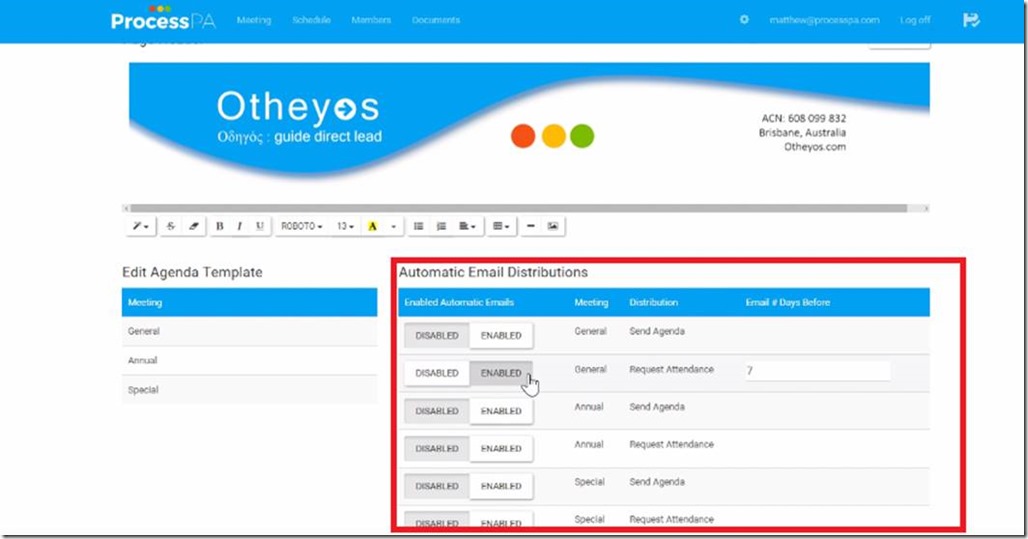 ProcessPA Meeting Schedule Members Documents matthew@processpa.com Log off
Otheyos
Οδηγός : guide direct lead
ACN: 608 099 832
Brisbane, Australia
Otheyos.com
B I U ROBOTO 13 A
Edit Agenda Template
Meeting
General
Annual
Special
Automatic Email Distributions
Enabled Automatic Emails Meeting Distribution Email # Days Before
DISABLED ENABLED General Send Agenda
DISABLED ENABLED General Request Attendance 7
DISABLED ENABLED Annual Send Agenda
DISABLED ENABLED Annual Request Attendance
DISABLED ENABLED Special Send Agenda
DISABLED ENABLED Special Request Attendance